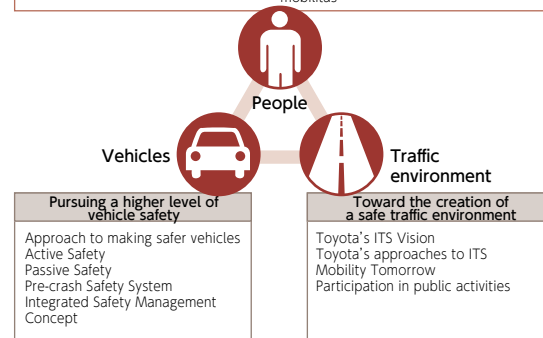 mobilitas
People
Vehicles
Traffic
environment
Pursuing a higher level of
vehicle safety
Approach to making safer vehicles
Active Safety
Passive Safety
Pre-crash Safety System
Integrated Safety Management
Concept
Toward the creation of
a safe traffic environment
Toyota's ITS Vision
Toyota's approaches to ITS
Mobility Tomorrow
Participation in public activities